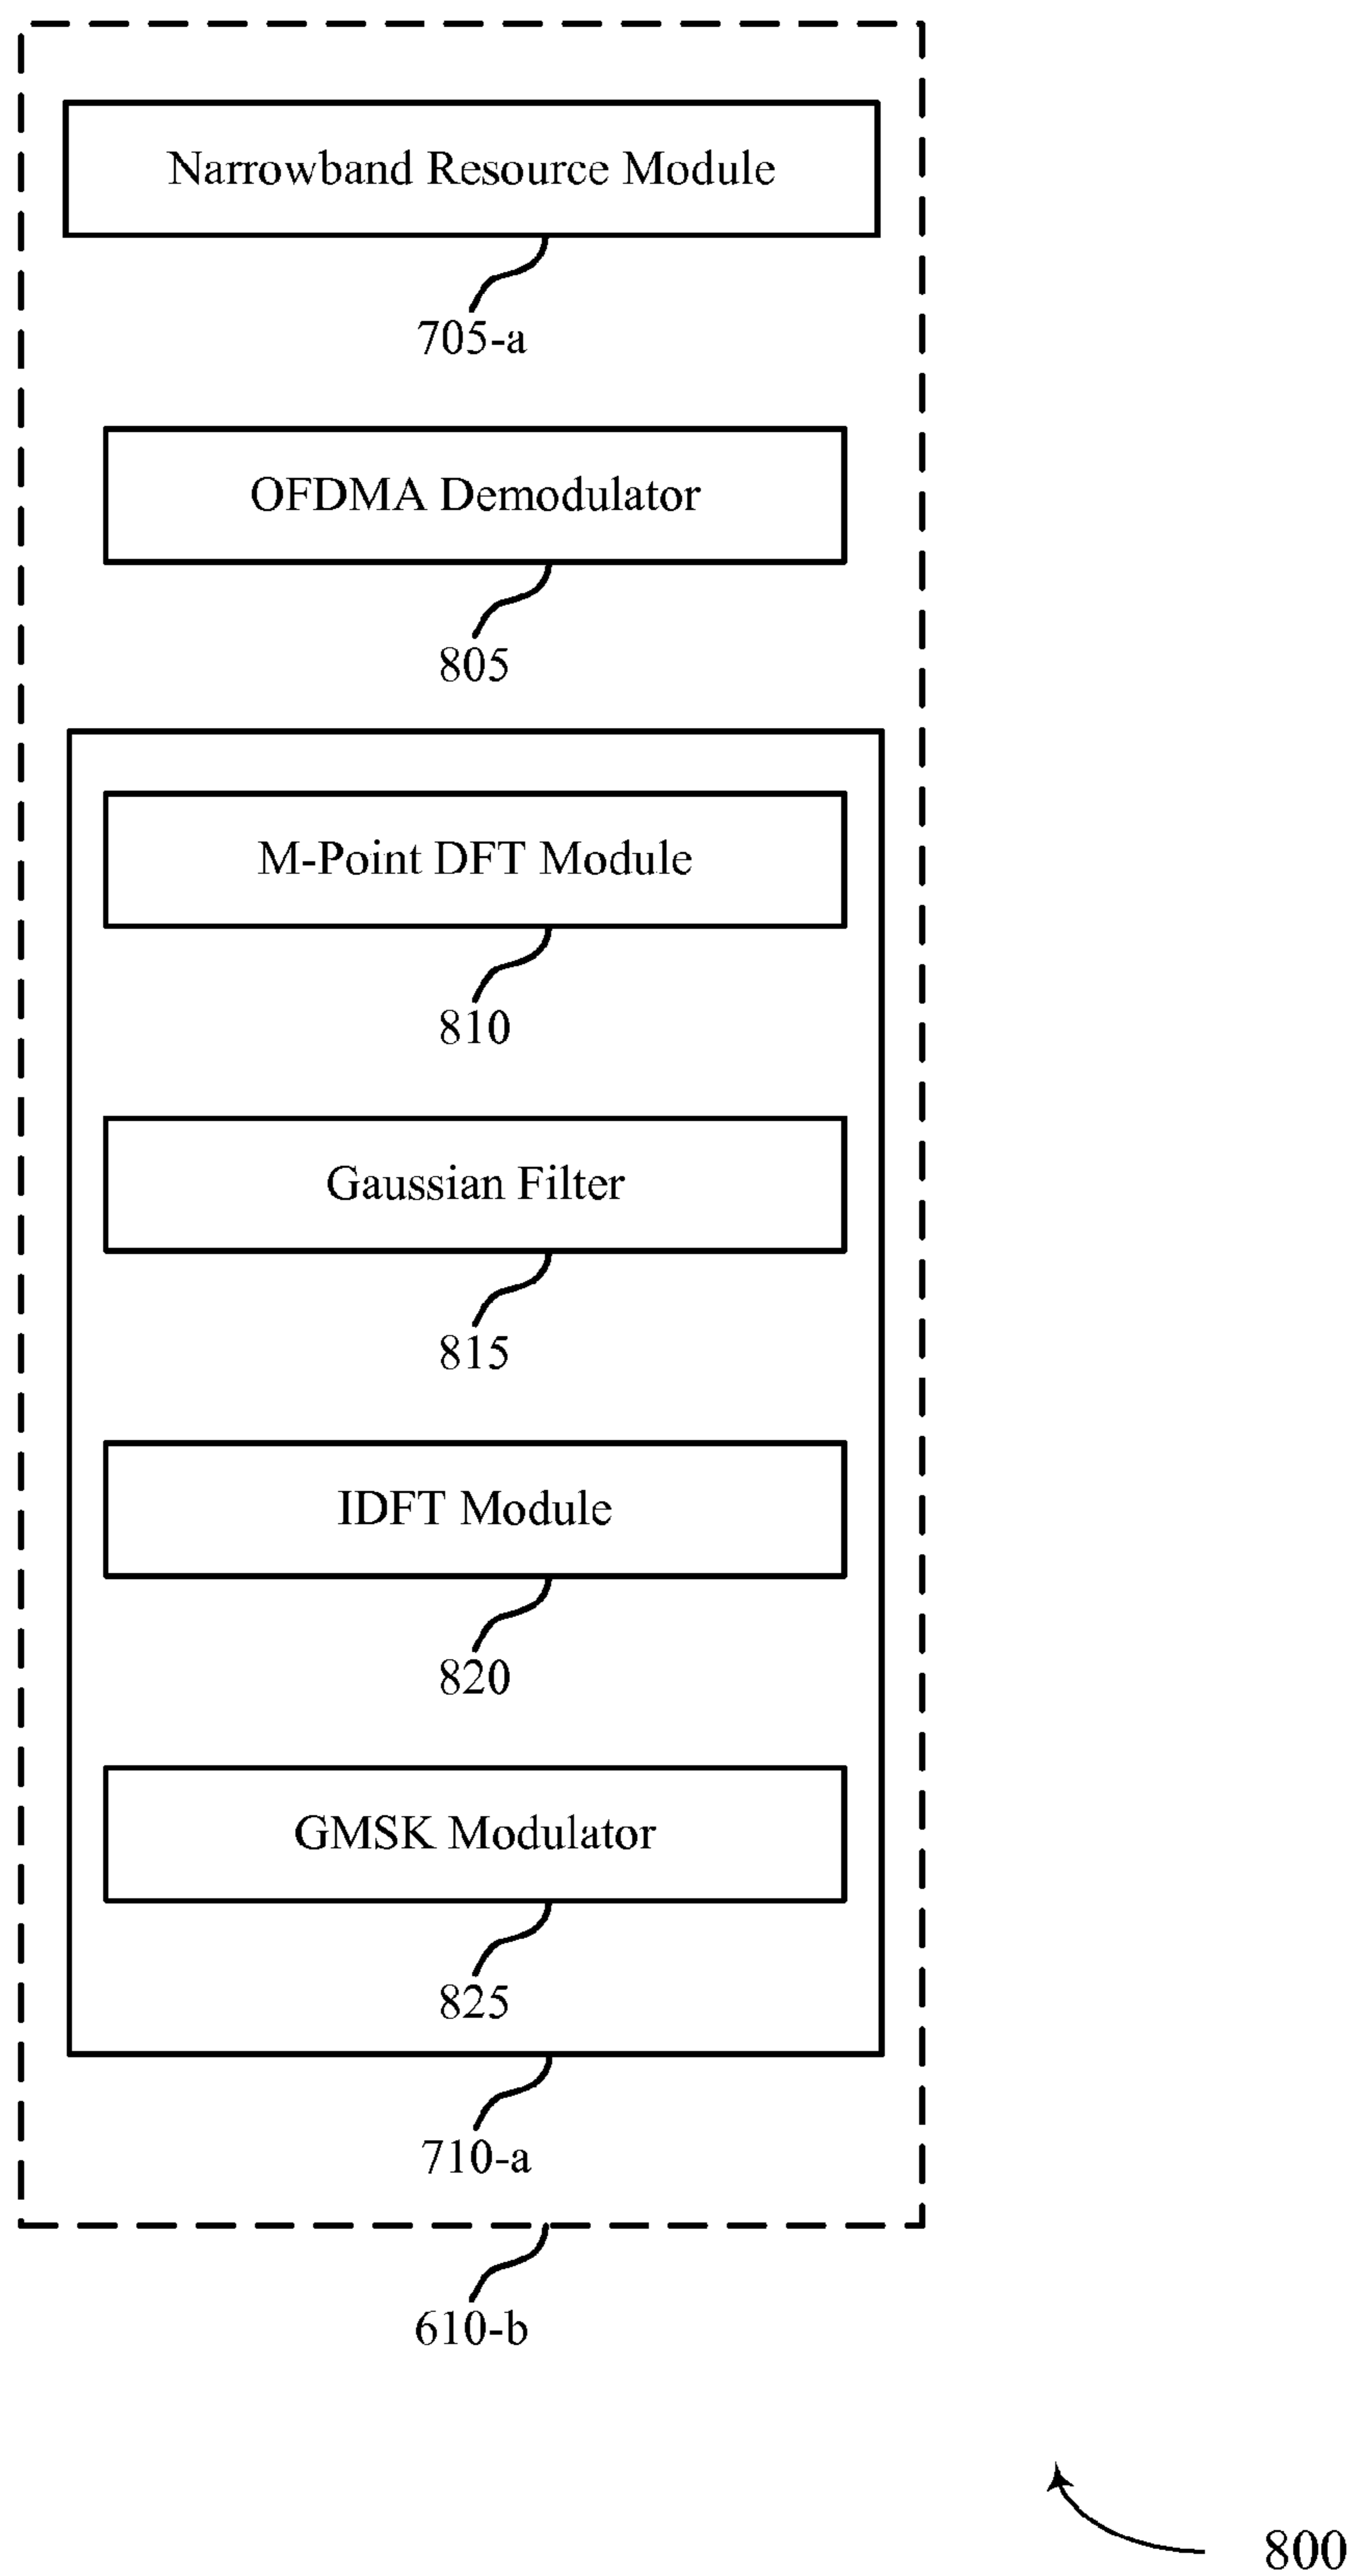 Narrowband Resource Module
705-a
OFDMA Demodulator
805
M-Point DFT Module
810
Gaussian Filter
815
IDFT Module
820
GMSK Modulator
825
710-a
610-b
800